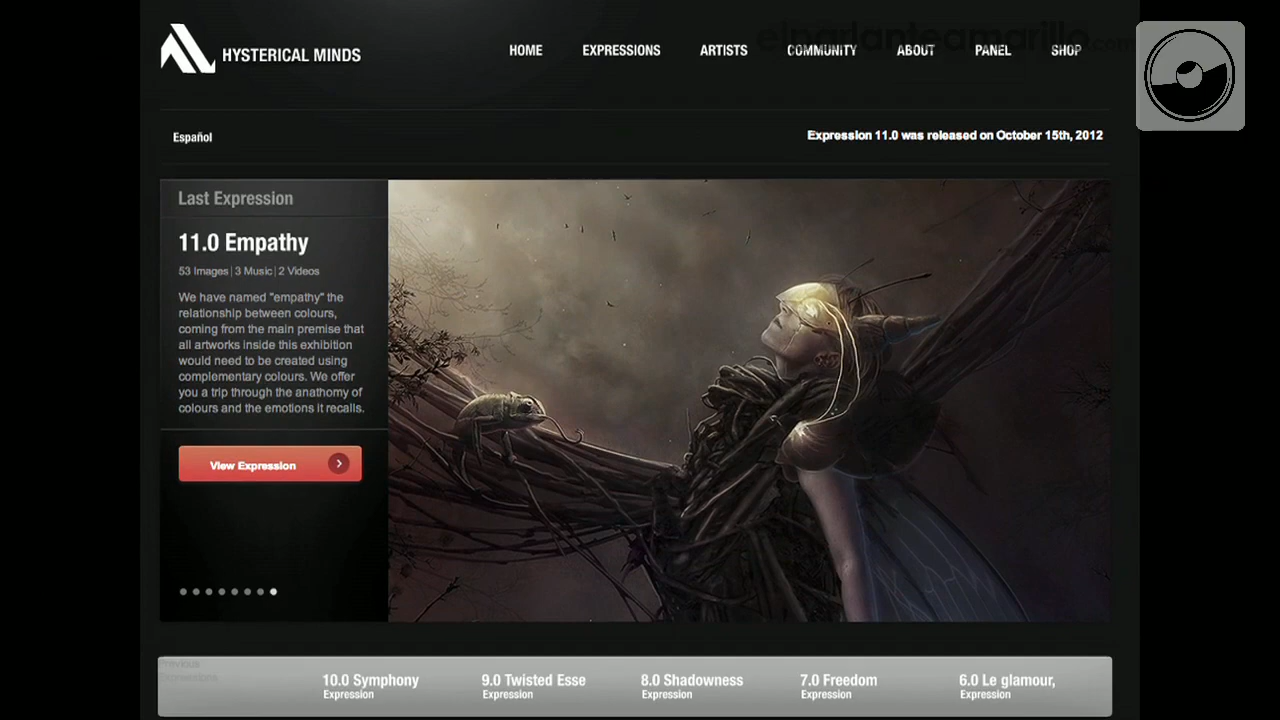 elparlanteamarillo.com
HYSTERICAL MINDS
HOME EXPRESSIONS ARTISTS COMMUNITY ABOUT PANEL SHOP
Español
Expression 11.0 was released on October 15th, 2012
Last Expression
11.0 Empathy
53 Images | 3 Music | 2 Videos
We have named "empathy" the
relationship between colours,
coming from the main premise that
all artworks inside this exhibition
would need to be created using
complementary colours. We offer
you a trip through the anathomy of
colours and the emotions it recalls.
View Expression
Previous
Expressions
10.0 Symphony
Expression
9.0 Twisted Esse
Expression
8.0 Shadowness
Expression
7.0 Freedom
Expression
6.0 Le glamour,
Expression